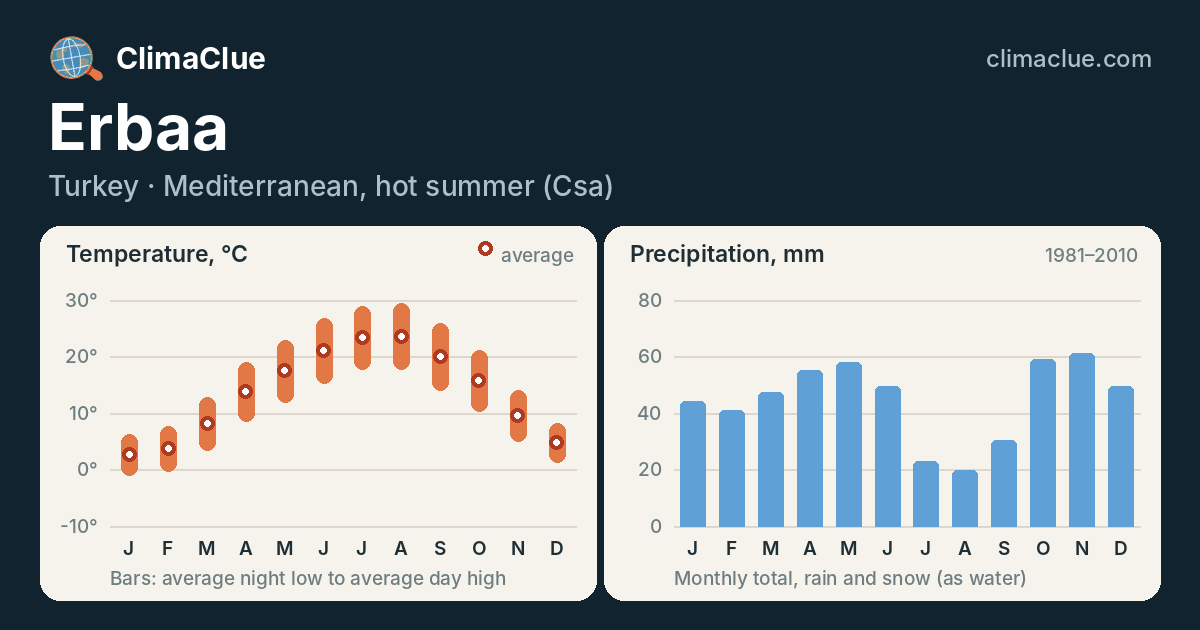 ClimaClue
climaclue.com
Erbaa
Turkey · Mediterranean, hot summer (Csa)
Temperature, °C
average
30°
20°
10°
0°
-10°
J F M A M J J A S O N D
Bars: average night low to average day high
Precipitation, mm
1981–2010
80
60
40
20
0
J F M A M J J A S O N D
Monthly total, rain and snow (as water)